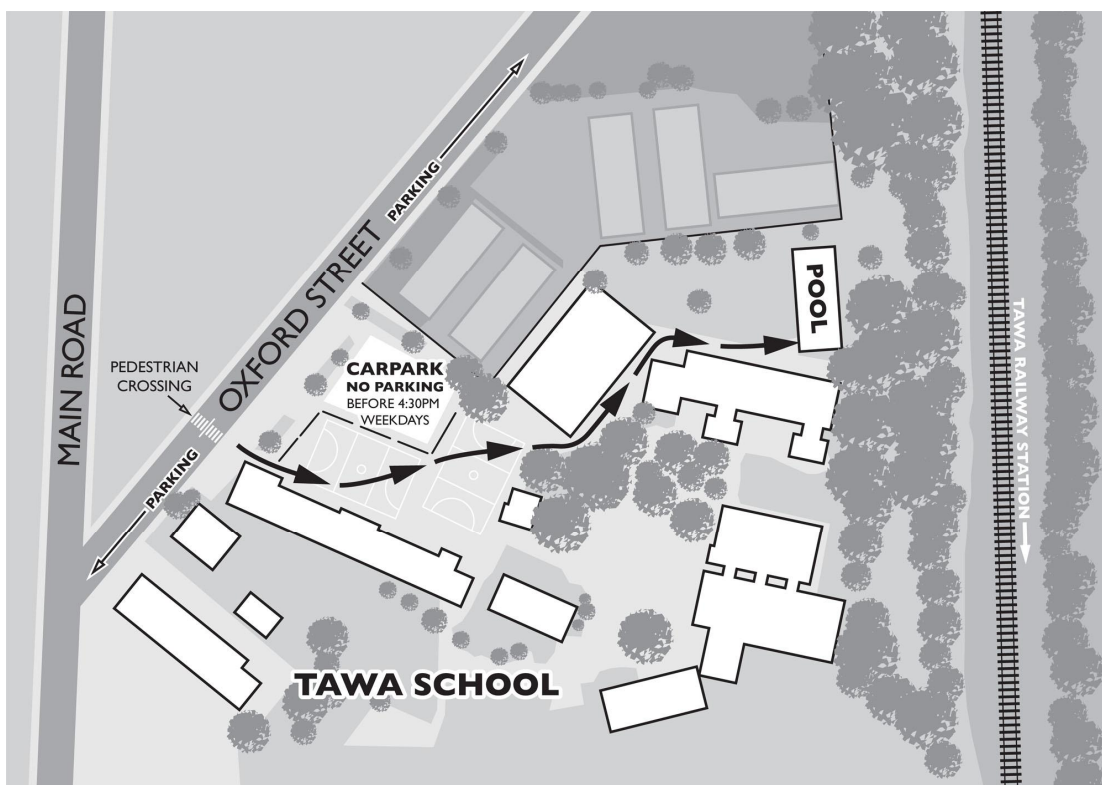 MAIN ROAD
OXFORD STREET
PARKING
PARKING
PEDESTRIAN
CROSSING
CARPARK
NO PARKING
BEFORE 4:30PM
WEEKDAYS
POOL
TAWA RAILWAY STATION
TAWA SCHOOL